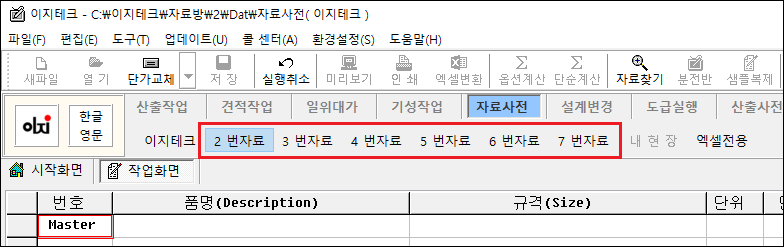 이지테크 - C:\이지테크\자료방\2\Dat\자료사전( 이지테크 )
파일(F) 편집(E) 도구(T) 업데이트(U) 콜 센터(A) 환경설정(S) 도움말(H)
새파일 열 기 단가교체 저 장 실행취소 미리보기 인 쇄 엑셀변환 옵션계산 단순계산 자료찾기 분전반 샘플복제
산출작업 견적작업 일위대가 기성작업 자료사전 설계변경 도급실행 산출사전
한글
영문
이지테크 2 번자료 3 번자료 4 번자료 5 번자료 6 번자료 7 번자료 내 현 장 엑셀전용
시작화면 작업화면
번호 품명(Description) 규격(Size) 단위
Master